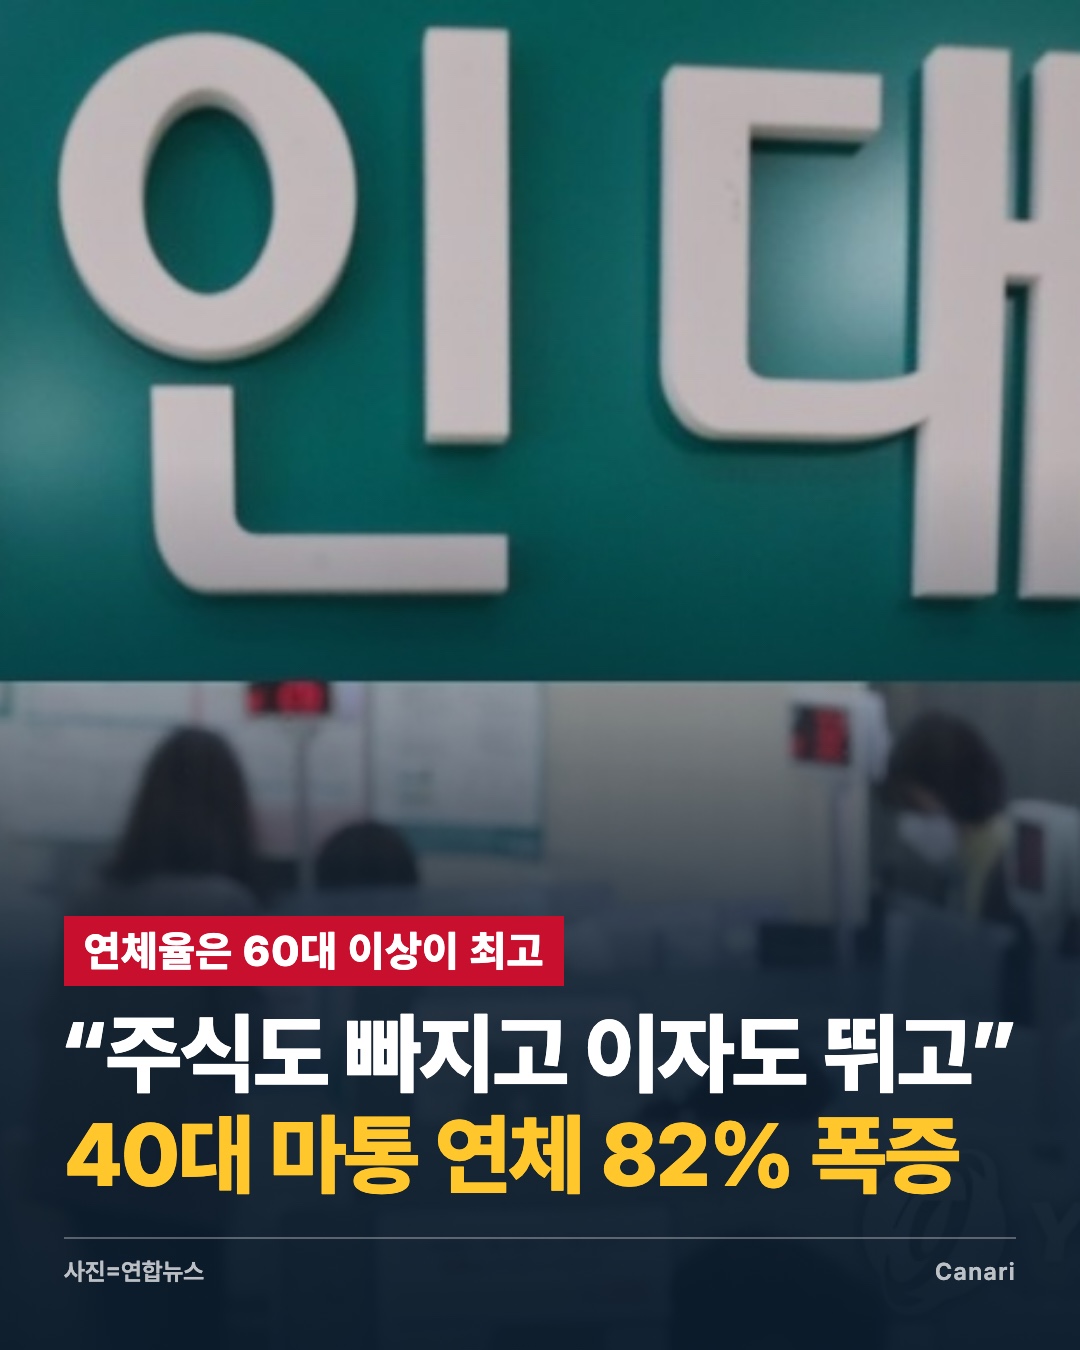 인 대
연체율은 60대 이상이 최고
“주식도 빠지고 이자도 뛰고”
40대 마통 연체 82% 폭증
사진=연합뉴스
Canari